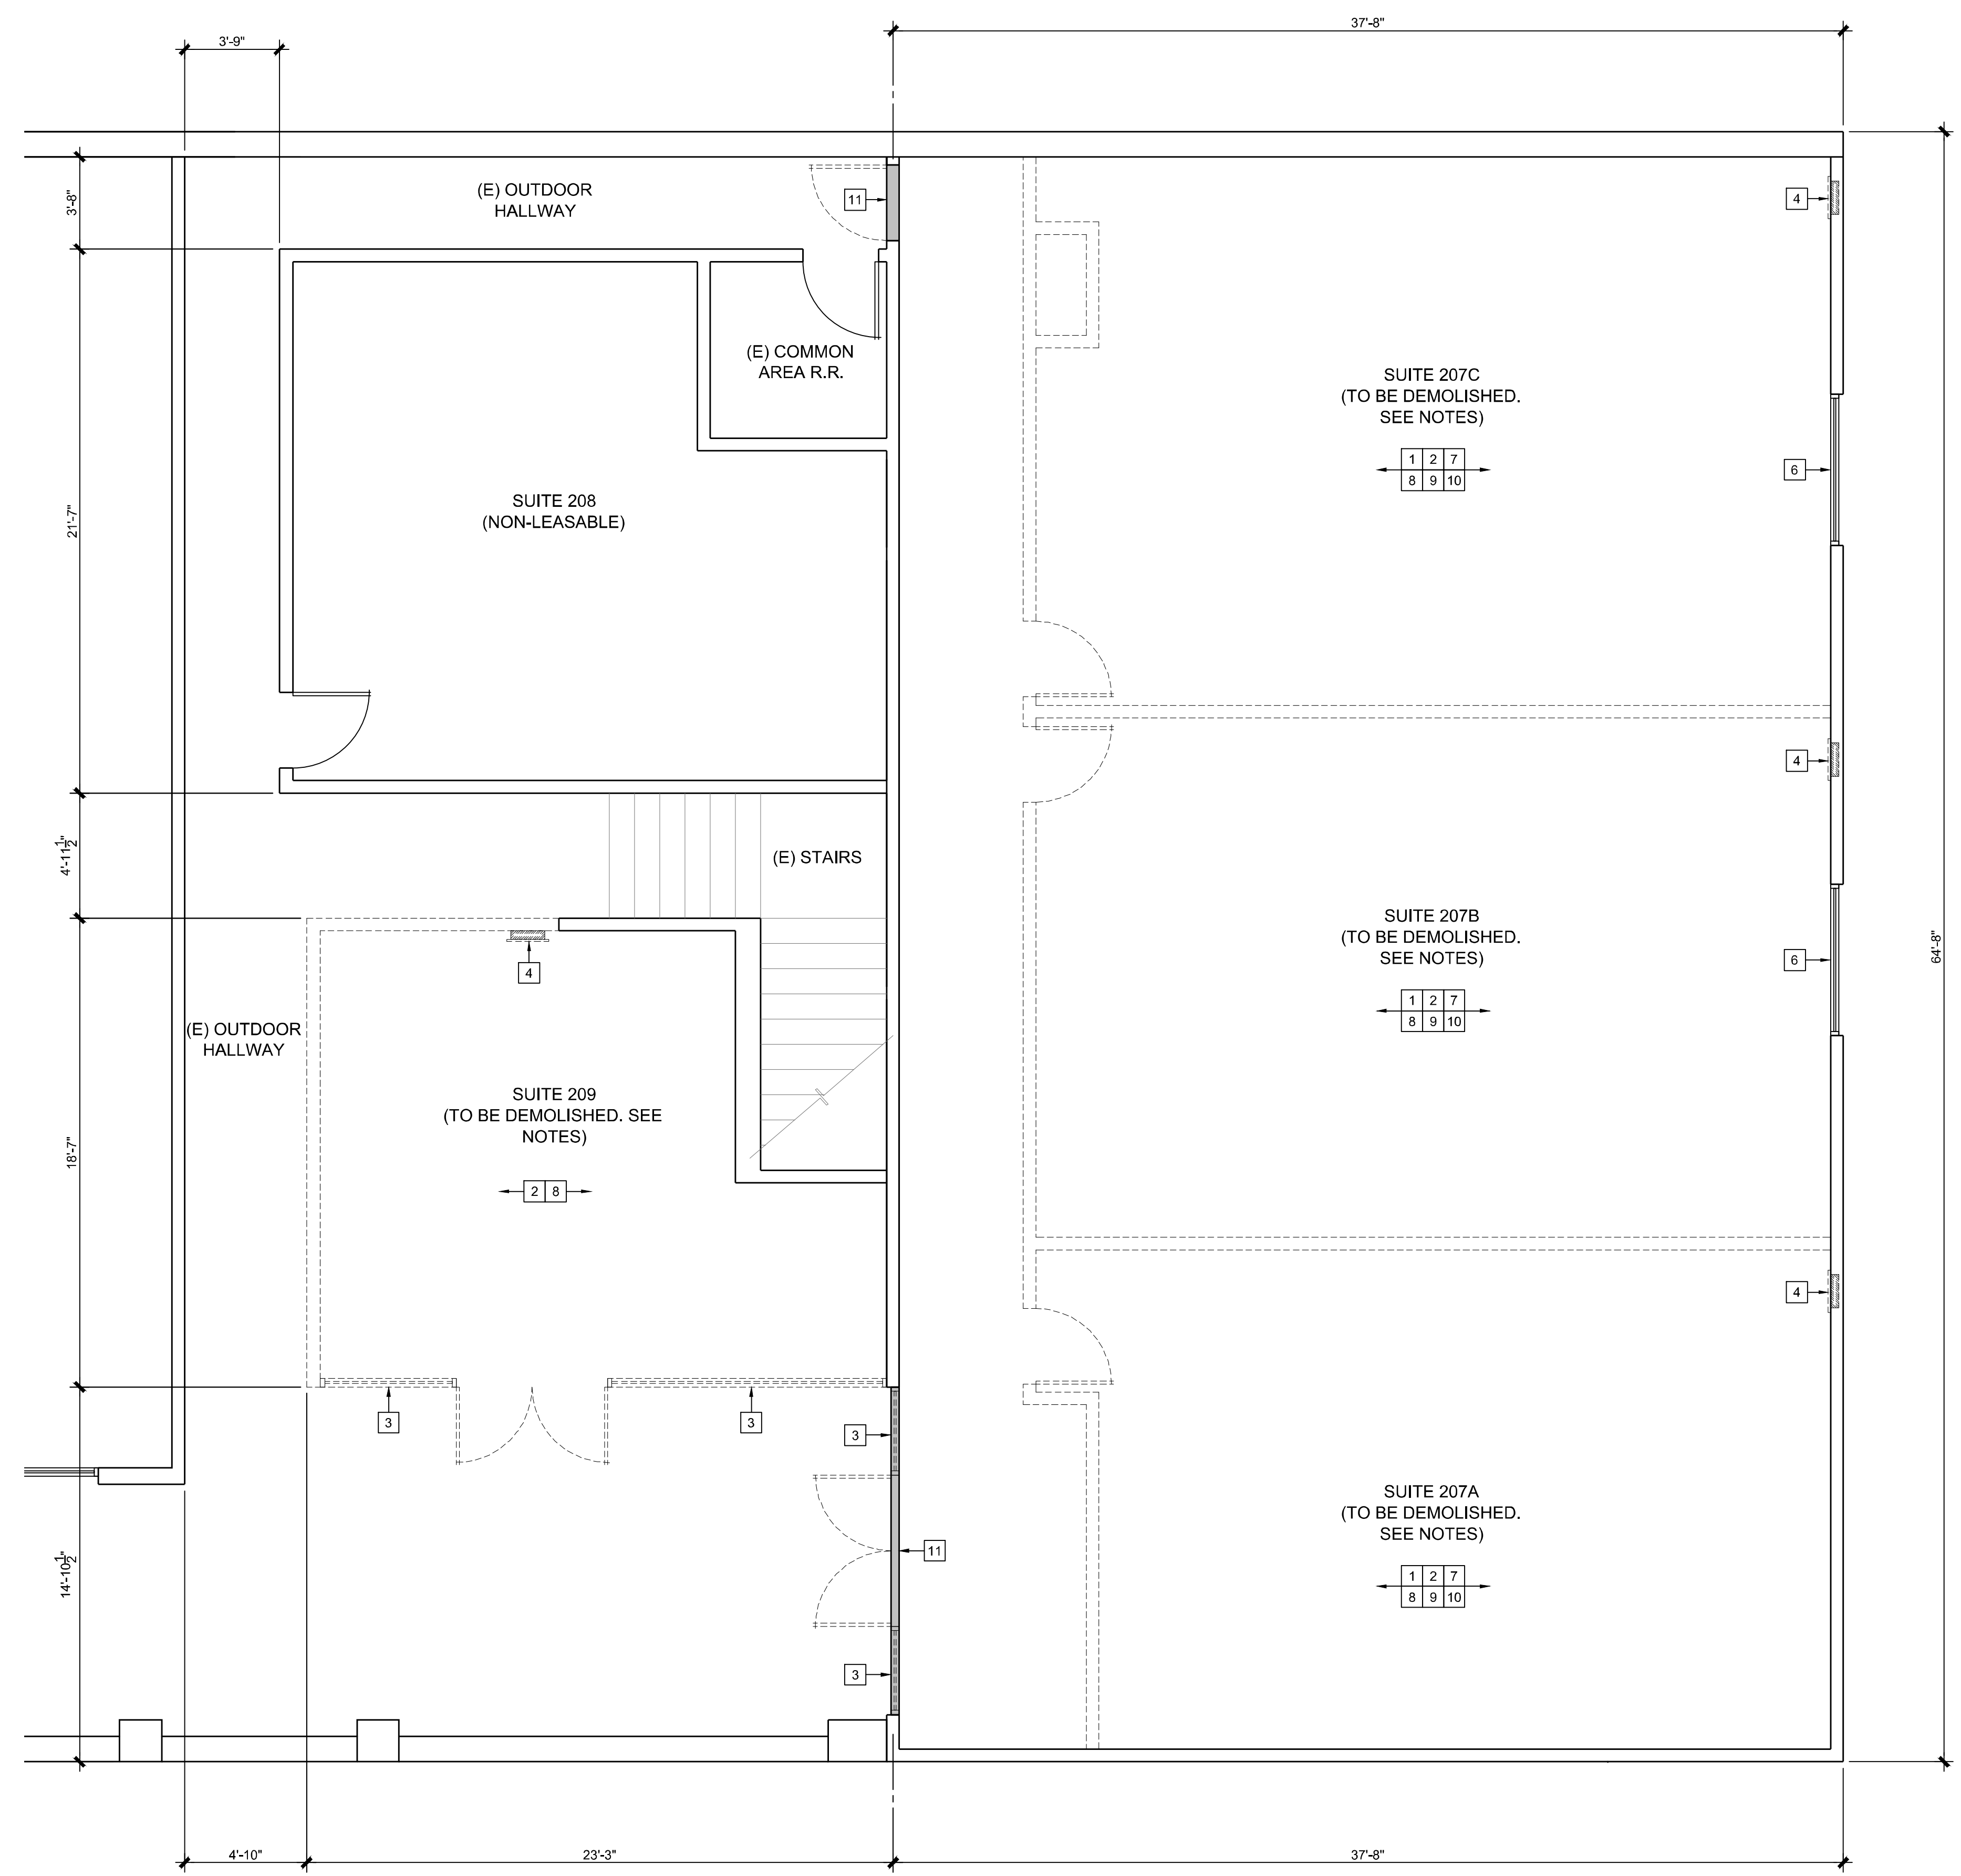 37'-8"
3'-9"
(E) OUTDOOR
HALLWAY
11
4
3'-8"
(E) COMMON
AREA R.R.
SUITE 207C
(TO BE DEMOLISHED.
SEE NOTES)
1 2 7
8 9 10
6
SUITE 208
(NON-LEASABLE)
21'-7"
4
4'-11 1/2"
(E) STAIRS
SUITE 207B
(TO BE DEMOLISHED.
SEE NOTES)
1 2 7
8 9 10
6
64'-8"
4
(E) OUTDOOR
HALLWAY
SUITE 209
(TO BE DEMOLISHED. SEE
NOTES)
2 8
18'-7"
4
3
3
3
SUITE 207A
(TO BE DEMOLISHED.
SEE NOTES)
1 2 7
8 9 10
11
14'-10 1/2"
3
4'-10"
23'-3"
37'-8"